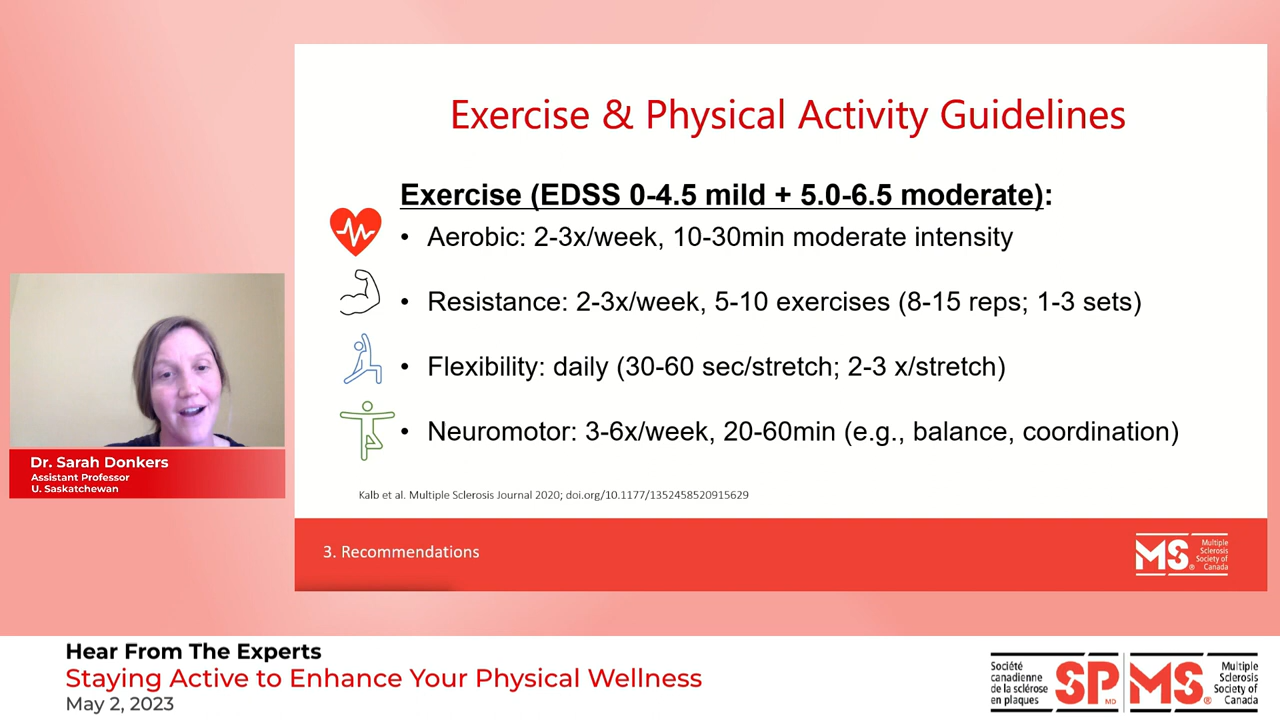 Exercise & Physical Activity Guidelines
Exercise (EDSS 0-4.5 mild + 5.0-6.5 moderate):
• Aerobic: 2-3x/week, 10-30min moderate intensity
• Resistance: 2-3x/week, 5-10 exercises (8-15 reps; 1-3 sets)
• Flexibility: daily (30-60 sec/stretch; 2-3 x/stretch)
• Neuromotor: 3-6x/week, 20-60min (e.g., balance, coordination)
Kalb et al. Multiple Sclerosis Journal 2020; doi.org/10.1177/1352458520915629
3. Recommendations
MS®
Multiple
Sclerosis
Society of
Canada
Dr. Sarah Donkers
Assistant Professor
U. Saskatchewan
Hear From The Experts
Staying Active to Enhance Your Physical Wellness
May 2, 2023
Société
canadienne
de la sclérose
en plaques
SP MD
MS®
Multiple
Sclerosis
Society of
Canada